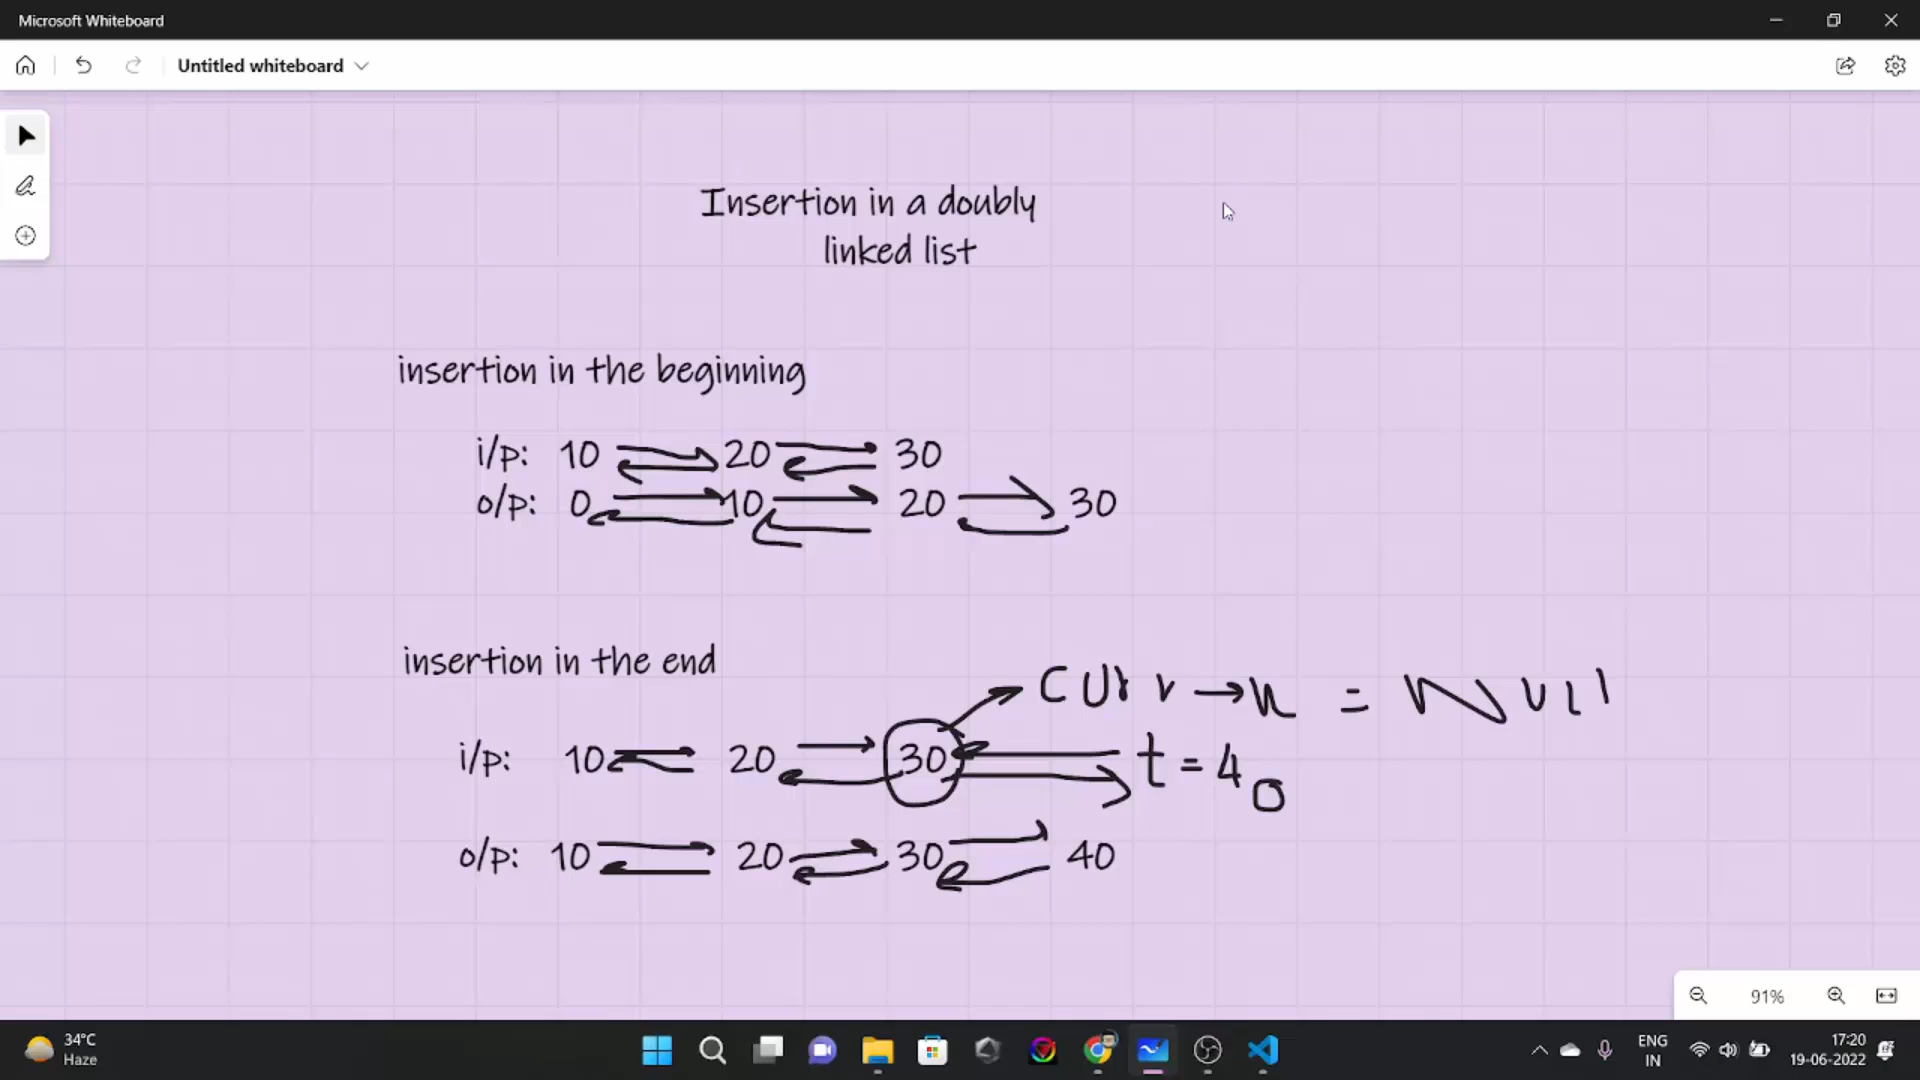 Microsoft Whiteboard
Untitled whiteboard
Insertion in a doubly
linked list
insertion in the beginning
i/p: 10 20 30
o/p: 0 10 20 30
insertion in the end
curr → n = NUll
i/p: 10 20 30 t = 40
o/p: 10 20 30 40
91%
34°C
Haze
ENG
IN
17:20
19-06-2022